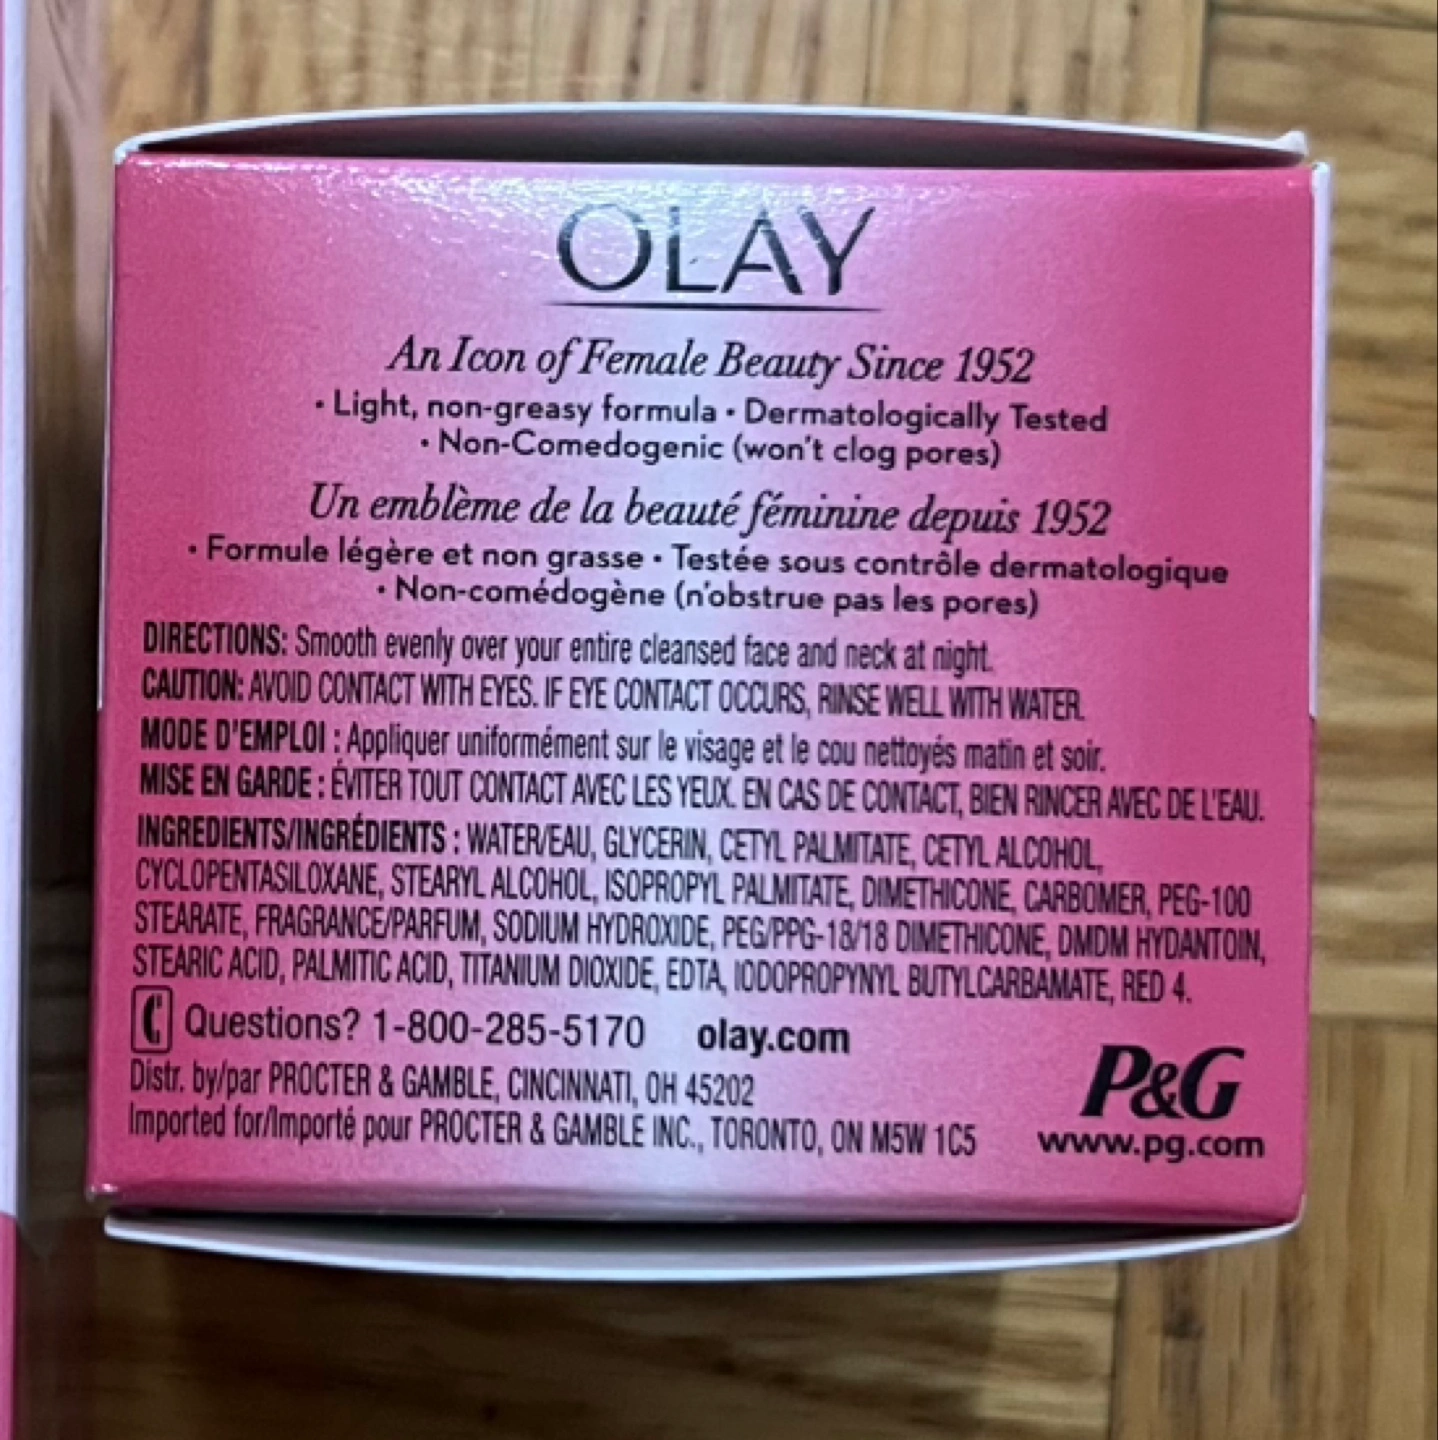 OLAY
An Icon of Female Beauty Since 1952
• Light, non-greasy formula • Dermatologically Tested
• Non-Comedogenic (won't clog pores)
Un emblème de la beauté féminine depuis 1952
• Formule légère et non grasse • Testée sous contrôle dermatologique
• Non-comédogène (n'obstrue pas les pores)
DIRECTIONS: Smooth evenly over your entire cleansed face and neck at night.
CAUTION: AVOID CONTACT WITH EYES. IF EYE CONTACT OCCURS, RINSE WELL WITH WATER.
MODE D'EMPLOI : Appliquer uniformément sur le visage et le cou nettoyés matin et soir.
MISE EN GARDE : ÉVITER TOUT CONTACT AVEC LES YEUX. EN CAS DE CONTACT, BIEN RINCER AVEC DE L'EAU.
INGREDIENTS/INGRÉDIENTS : WATER/EAU, GLYCERIN, CETYL PALMITATE, CETYL ALCOHOL,
CYCLOPENTASILOXANE, STEARYL ALCOHOL, ISOPROPYL PALMITATE, DIMETHICONE, CARBOMER, PEG-100
STEARATE, FRAGRANCE/PARFUM, SODIUM HYDROXIDE, PEG/PPG-18/18 DIMETHICONE, DMDM HYDANTOIN,
STEARIC ACID, PALMITIC ACID, TITANIUM DIOXIDE, EDTA, IODOPROPYNYL BUTYLCARBAMATE, RED 4.
Questions? 1-800-285-5170 olay.com
Distr. by/par PROCTER & GAMBLE, CINCINNATI, OH 45202
Imported for/Importé pour PROCTER & GAMBLE INC., TORONTO, ON M5W 1C5
P&G
www.pg.com